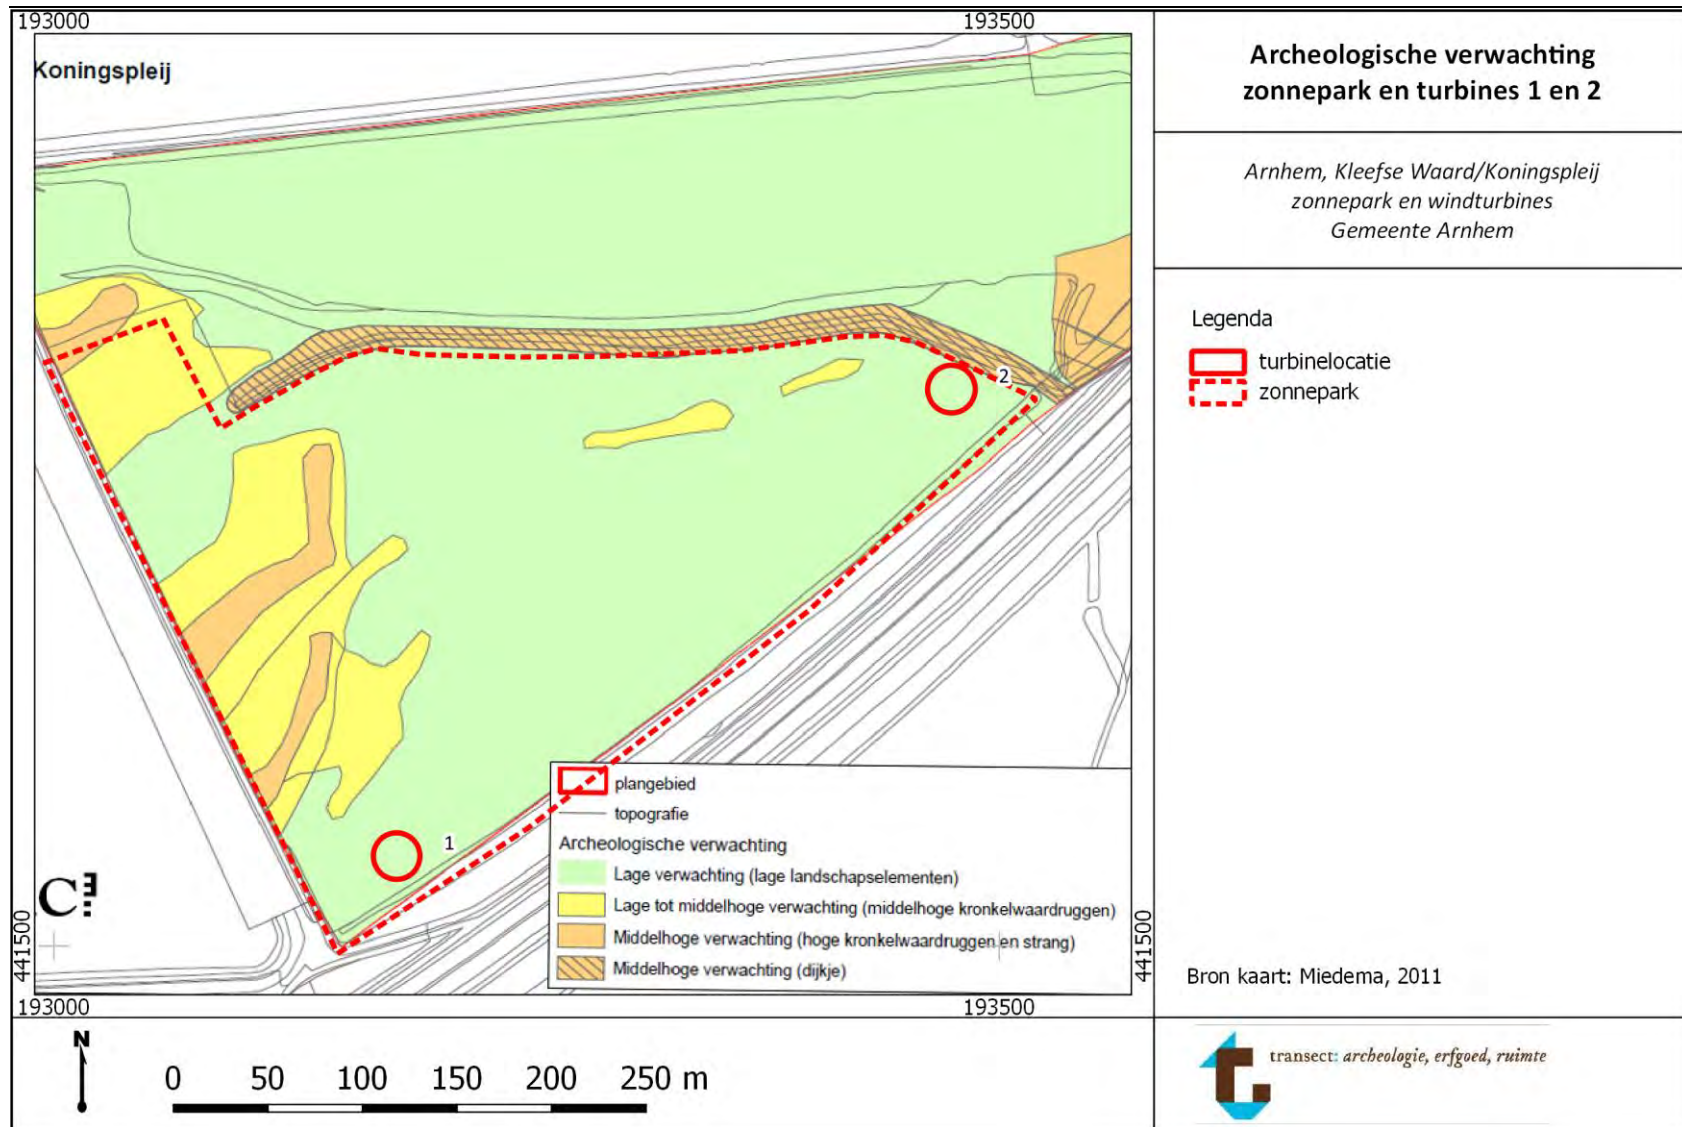 193000
193500
Koningspleij
2
1
C
plangebied
topografie
Archeologische verwachting
Lage verwachting (lage landschapselementen)
Lage tot middelhoge verwachting (middelhoge kronkelwaardruggen)
Middelhoge verwachting (hoge kronkelwaardruggen en strang)
Middelhoge verwachting (dijkje)
441500
441500
193000
193500
N
0 50 100 150 200 250 m
Archeologische verwachting
zonnepark en turbines 1 en 2
Arnhem, Kleefse Waard/Koningspleij
zonnepark en windturbines
Gemeente Arnhem
Legenda
turbinelocatie
zonnepark
Bron kaart: Miedema, 2011
transect: archeologie, erfgoed, ruimte